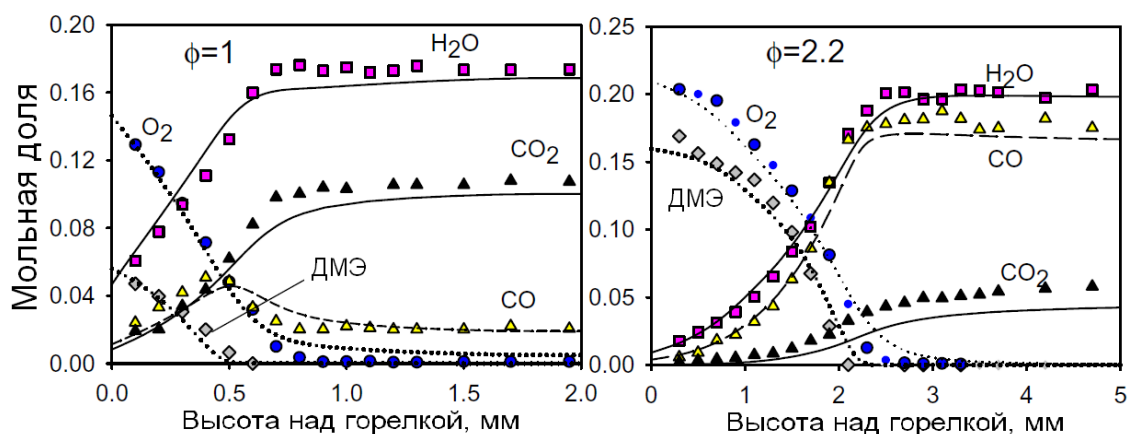 Мольная доля
0.20
0.16
0.12
0.08
0.04
0.00
ϕ=1
H2O
O2
CO2
ДМЭ
CO
0.0
0.5
1.0
1.5
2.0
Высота над горелкой, мм
0.25
0.20
0.15
0.10
0.05
0.00
ϕ=2.2
H2O
O2
CO
ДМЭ
CO2
0
1
2
3
4
5
Высота над горелкой, мм